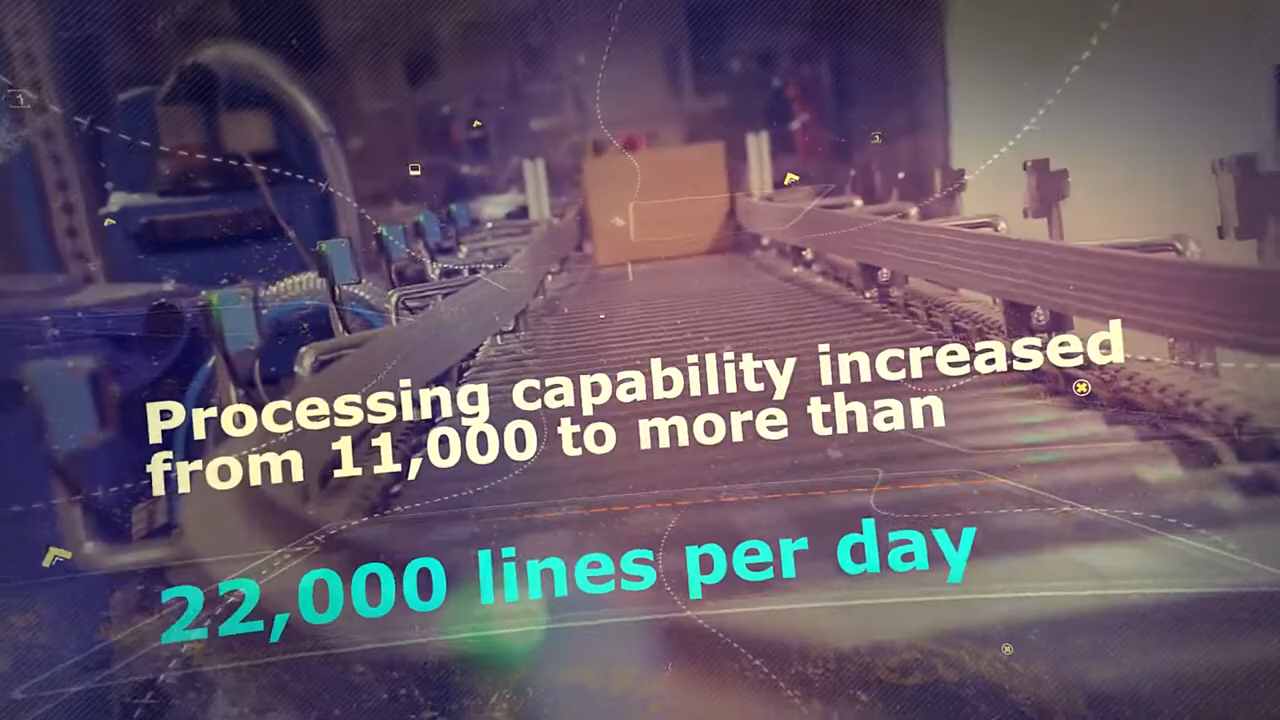 Processing capability increased
from 11,000 to more than
22,000 lines per day